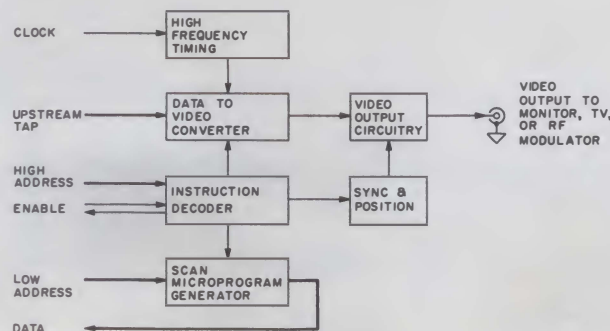 CLOCK
HIGH
FREQUENCY
TIMING
UPSTREAM
TAP
DATA TO
VIDEO
CONVERTER
VIDEO
OUTPUT
CIRCUITRY
VIDEO
OUTPUT TO
MONITOR, TV,
OR RF
MODULATOR
HIGH
ADDRESS
ENABLE
INSTRUCTION
DECODER
SYNC &
POSITION
LOW
ADDRESS
SCAN
MICROPROGRAM
GENERATOR
DATA